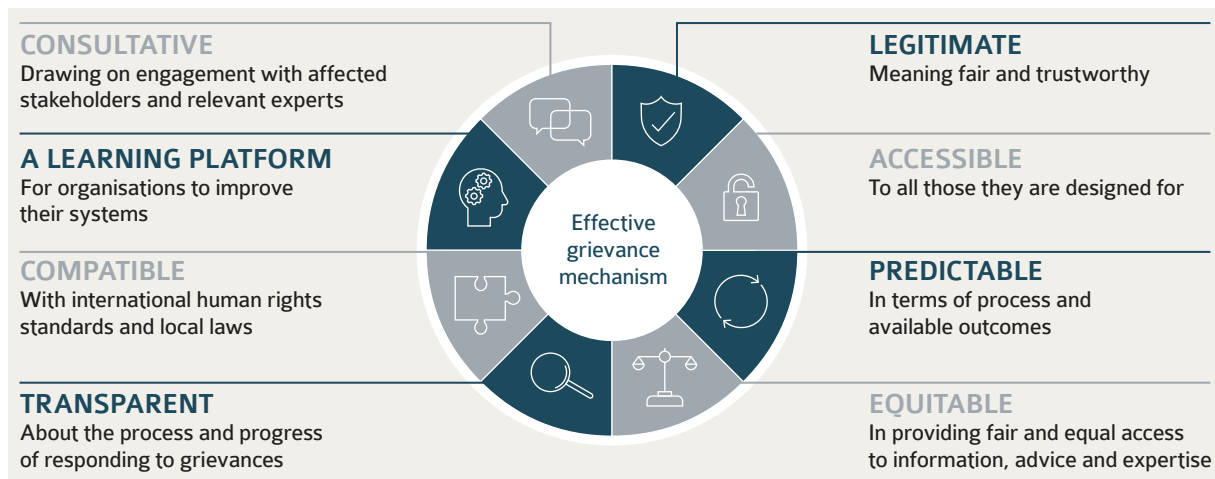 CONSULTATIVE
Drawing on engagement with affected
stakeholders and relevant experts
A LEARNING PLATFORM
For organisations to improve
their systems
COMPATIBLE
With international human rights
standards and local laws
TRANSPARENT
About the process and progress
of responding to grievances
Effective
grievance
mechanism
LEGITIMATE
Meaning fair and trustworthy
ACCESSIBLE
To all those they are designed for
PREDICTABLE
In terms of process and
available outcomes
EQUITABLE
In providing fair and equal access
to information, advice and expertise